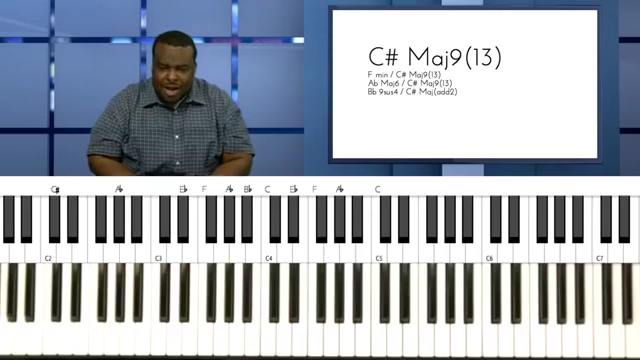 C# Maj9(13)
F min / C# Maj9(13)
Ab Maj6 / C# Maj9(13)
Bb 9sus4 / C# Maj(add2)
C# A♭ E♭ F A♭ B♭ C E♭ F A♭ C
C2 C3 C4 C5 C6 C7